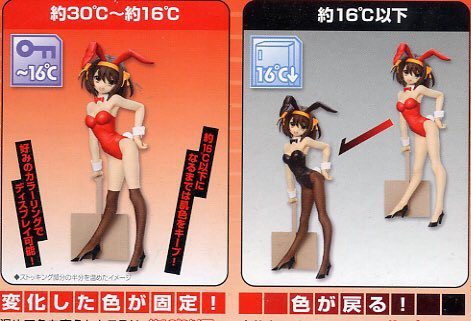 約30℃~約16℃
~16℃
好みのカラーリングで
ディスプレイ可能!
約16℃以下に
なるまでは肌色をキープ!
◆ストッキング部分の半分を温めたイメージ
変化した色が固定!
約16℃以下
16℃↓
色が戻る!